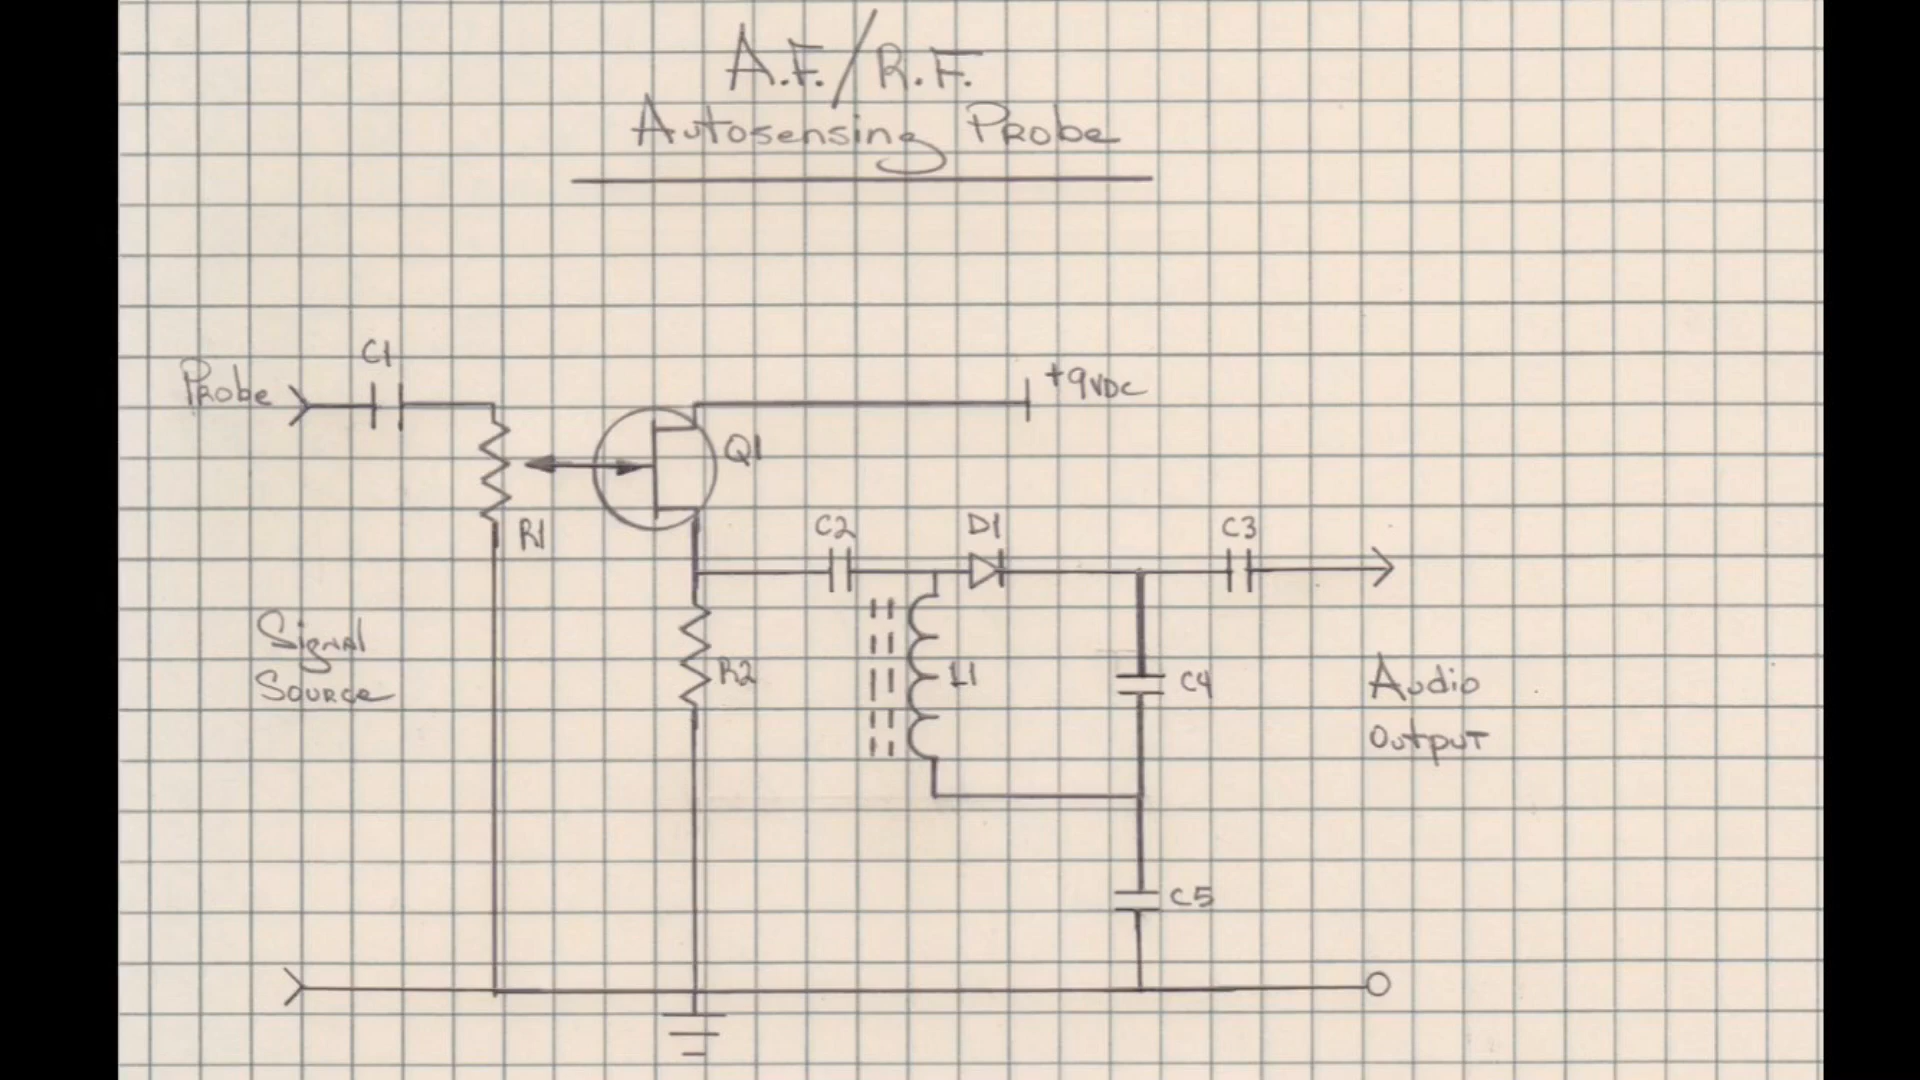 A.F./R.F.
Autosensing Probe
C1
Probe
+9VDC
Q1
R1
C2
D1
C3
Signal
Source
R2
L1
C4
Audio
Output
C5